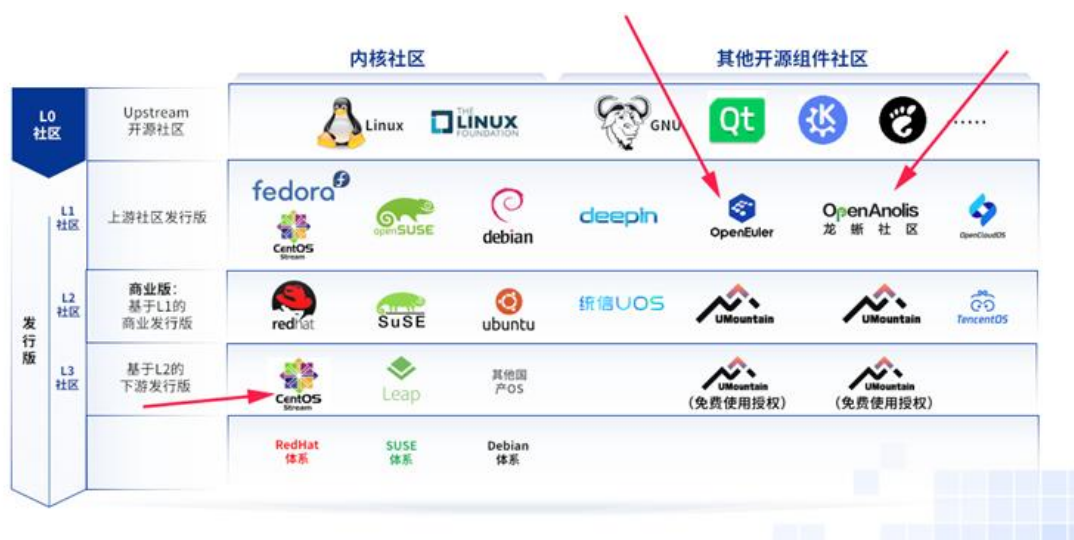 内核社区
其他开源组件社区
L0
社区
Upstream
开源社区
Linux
THE
LINUX
FOUNDATION
GNU
Qt
K
......
发
行
版
L1
社区
上游社区发行版
fedora
f
CentOS
Stream
openSUSE
debian
deepin
OpenEuler
OpenAnolis
龙蜥社区
OpenCloudOS
L2
社区
商业版：
基于L1的
商业发行版
redhat
SuSE
ubuntu
统信UOS
UMountain
UMountain
TencentOS
L3
社区
基于L2的
下游发行版
CentOS
Stream
Leap
其他国
产OS
UMountain
(免费使用授权)
UMountain
(免费使用授权)
RedHat
体系
SUSE
体系
Debian
体系